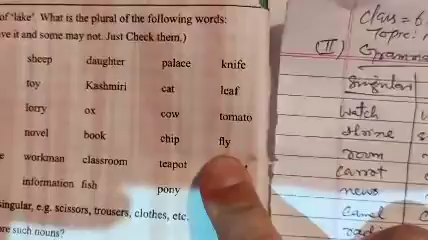 of 'lake'. What is the plural of the following words:
ve it and some may not. Just Check them.)
sheep daughter palace knife
toy Kashmiri cat leaf
lorry ox cow tomato
novel book chip fly
e workman classroom teapot
information fish pony
singular, e.g. scissors, trousers, clothes, etc.
are such nouns?
Class = 6
Topic:
(II) Gramma
Singular
Watch
Shrine
room
Carrot
news
Camel